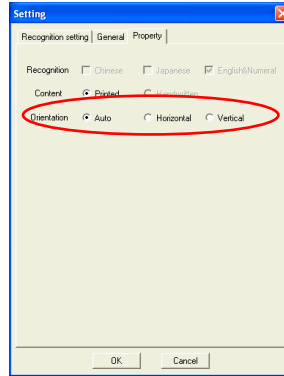 Setting
Recognition setting General Property
Recognition Chinese Japanese English&Numeral
Content Printed Handwritten
Orientation Auto Horizontal Vertical
OK Cancel